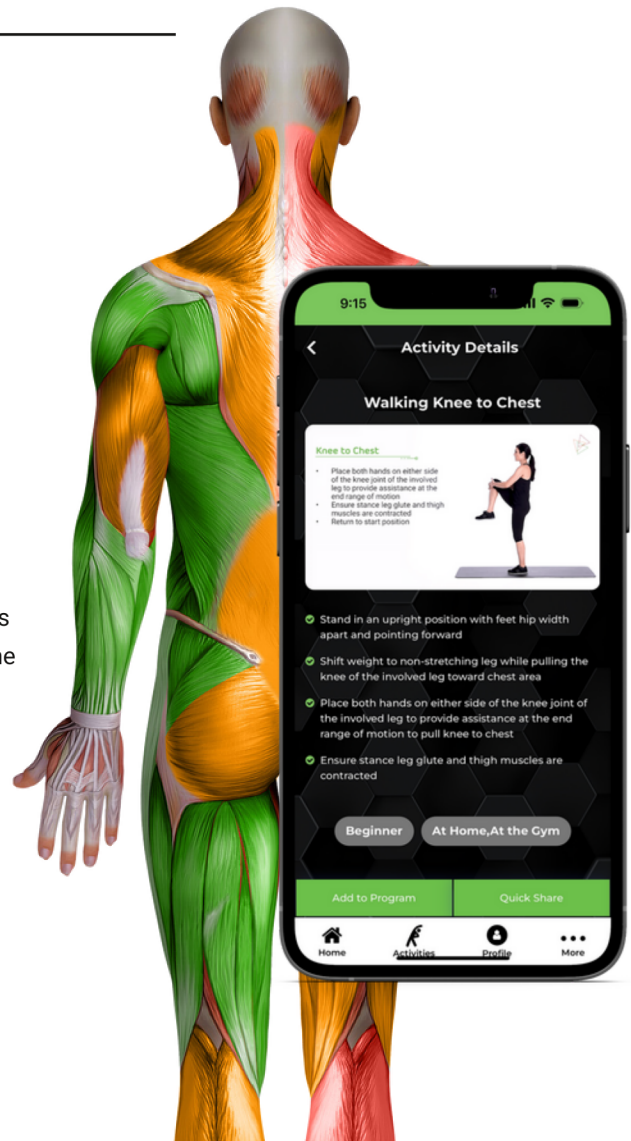 s
ne
9:15
Activity Details
Walking Knee to Chest
Knee to Chest
• Place both hands on either side
of the knee joint of the involved
leg to provide assistance at the
end range of motion
• Ensure stance leg glute and thigh
muscles are contracted
• Return to start position
Stand in an upright position with feet hip width
apart and pointing forward
Shift weight to non-stretching leg while pulling the
knee of the involved leg toward chest area
Place both hands on either side of the knee joint of
the involved leg to provide assistance at the end
range of motion to pull knee to chest
Ensure stance leg glute and thigh muscles are
contracted
Beginner At Home,At the Gym
Add to Program Quick Share
Home Activities Profile More